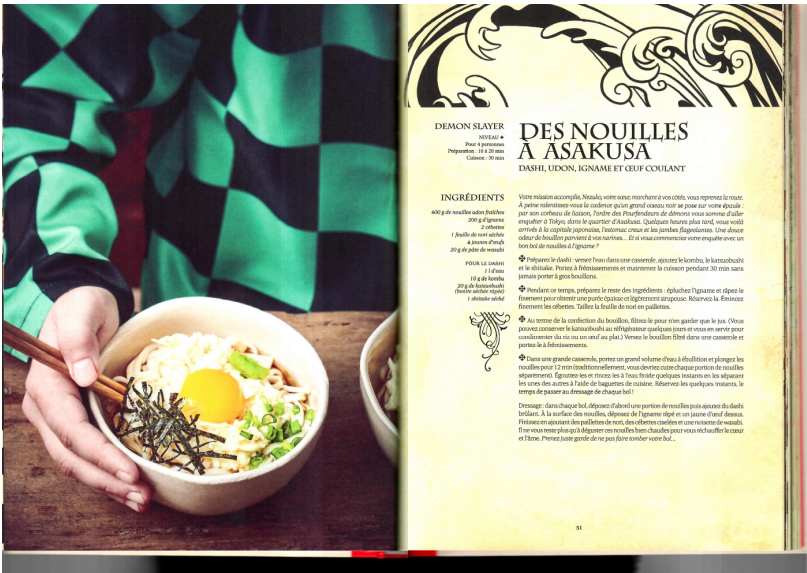 DEMON SLAYER
NIVEAU ✦
Pour 4 personnes
Préparation : 10 à 20 min
Cuisson : 30 min
DES NOUILLES
À ASAKUSA
DASHI, UDON, IGNAME ET ŒUF COULANT
INGRÉDIENTS
400 g de nouilles udon fraîches
200 g d'igname
2 cébettes
1 feuille de nori séchée
4 jaunes d'œufs
20 g de pâte de wasabi
POUR LE DASHI
1 l d'eau
10 g de kombu
20 g de katsuobushi
(bonite séchée râpée)
1 shiitake séché
Votre mission accomplie, Nezuko, votre sœur, marchant à vos côtés, vous reprenez la route.
À peine ralentissez-vous la cadence qu'un grand oiseau noir se pose sur votre épaule :
par son corbeau de liaison, l'ordre des Pourfendeurs de démons vous somme d'aller
enquêter à Tokyo, dans le quartier d'Asakusa. Quelques heures plus tard, vous voilà
arrivés à la capitale japonaise, l'estomac creux et les jambes flageolantes. Une douce
odeur de bouillon parvient à vos narines... Et si vous commenciez votre enquête avec un
bon bol de nouilles à l'igname ?
✤ Préparez le dashi : versez l'eau dans une casserole, ajoutez le kombu, le katsuobushi
et le shiitake. Portez à frémissements et maintenez la cuisson pendant 30 min sans
jamais porter à gros bouillons.
✤ Pendant ce temps, préparez le reste des ingrédients : épluchez l'igname et râpez-le
finement pour obtenir une purée épaisse et légèrement sirupeuse. Réservez-la. Émincez
finement les cébettes. Taillez la feuille de nori en paillettes.
✤ Au terme de la confection du bouillon, filtrez-le pour n'en garder que le jus. (Vous
pouvez conserver le katsuobushi au réfrigérateur quelques jours et vous en servir pour
condimenter du riz ou un œuf au plat.) Versez le bouillon filtré dans une casserole et
portez-le à frémissements.
✤ Dans une grande casserole, portez un grand volume d'eau à ébullition et plongez les
nouilles pour 12 min (traditionnellement, vous devriez cuire chaque portion de nouilles
séparément). Égouttez-les et rincez-les à l'eau froide quelques instants en les séparant
les unes des autres à l'aide de baguettes de cuisine. Réservez-les quelques instants, le
temps de passer au dressage de chaque bol !
Dressage : dans chaque bol, déposez d'abord une portion de nouilles puis ajoutez du dashi
brûlant. À la surface des nouilles, déposez de l'igname râpé et un jaune d'œuf dessus.
Finissez en ajoutant des paillettes de nori, des cébettes ciselées et une noisette de wasabi.
Il ne vous reste plus qu'à déguster ces nouilles bien chaudes pour vous réchauffer le cœur
et l'âme. Prenez juste garde de ne pas faire tomber votre bol...
51